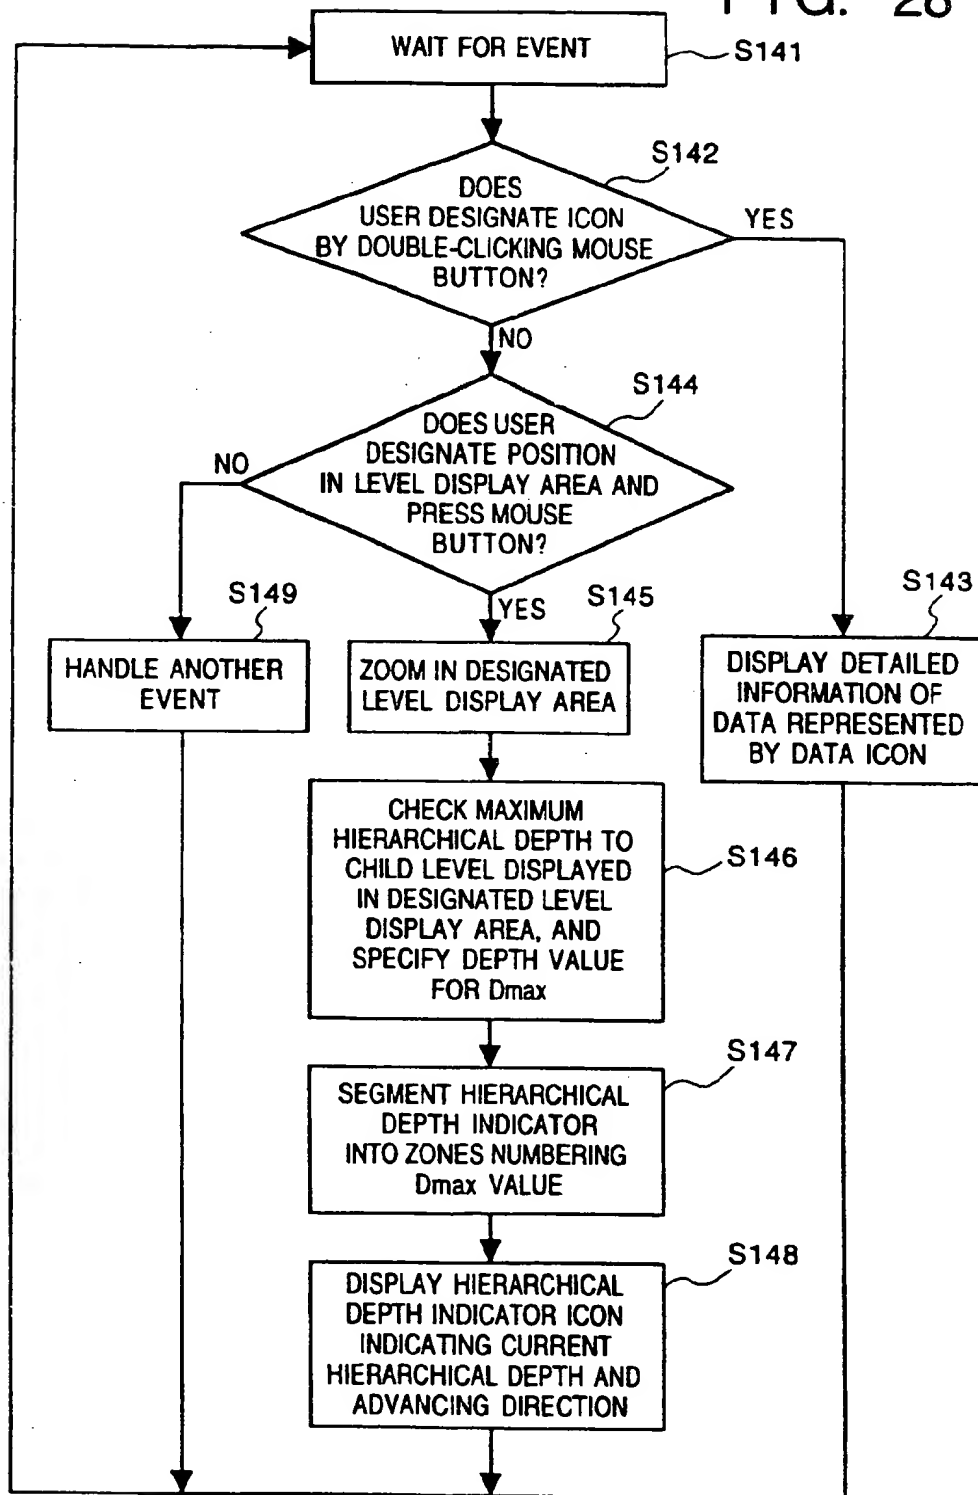 FIG. 28
WAIT FOR EVENT
S141
S142
DOES
USER DESIGNATE ICON
BY DOUBLE-CLICKING MOUSE
BUTTON?
YES
NO
S144
DOES USER
DESIGNATE POSITION
IN LEVEL DISPLAY AREA AND
PRESS MOUSE
BUTTON?
NO
YES
S149
HANDLE ANOTHER
EVENT
S145
ZOOM IN DESIGNATED
LEVEL DISPLAY AREA
S143
DISPLAY DETAILED
INFORMATION OF
DATA REPRESENTED
BY DATA ICON
CHECK MAXIMUM
HIERARCHICAL DEPTH TO
CHILD LEVEL DISPLAYED
IN DESIGNATED LEVEL
DISPLAY AREA, AND
SPECIFY DEPTH VALUE
FOR Dmax
S146
S147
SEGMENT HIERARCHICAL
DEPTH INDICATOR
INTO ZONES NUMBERING
Dmax VALUE
S148
DISPLAY HIERARCHICAL
DEPTH INDICATOR ICON
INDICATING CURRENT
HIERARCHICAL DEPTH AND
ADVANCING DIRECTION